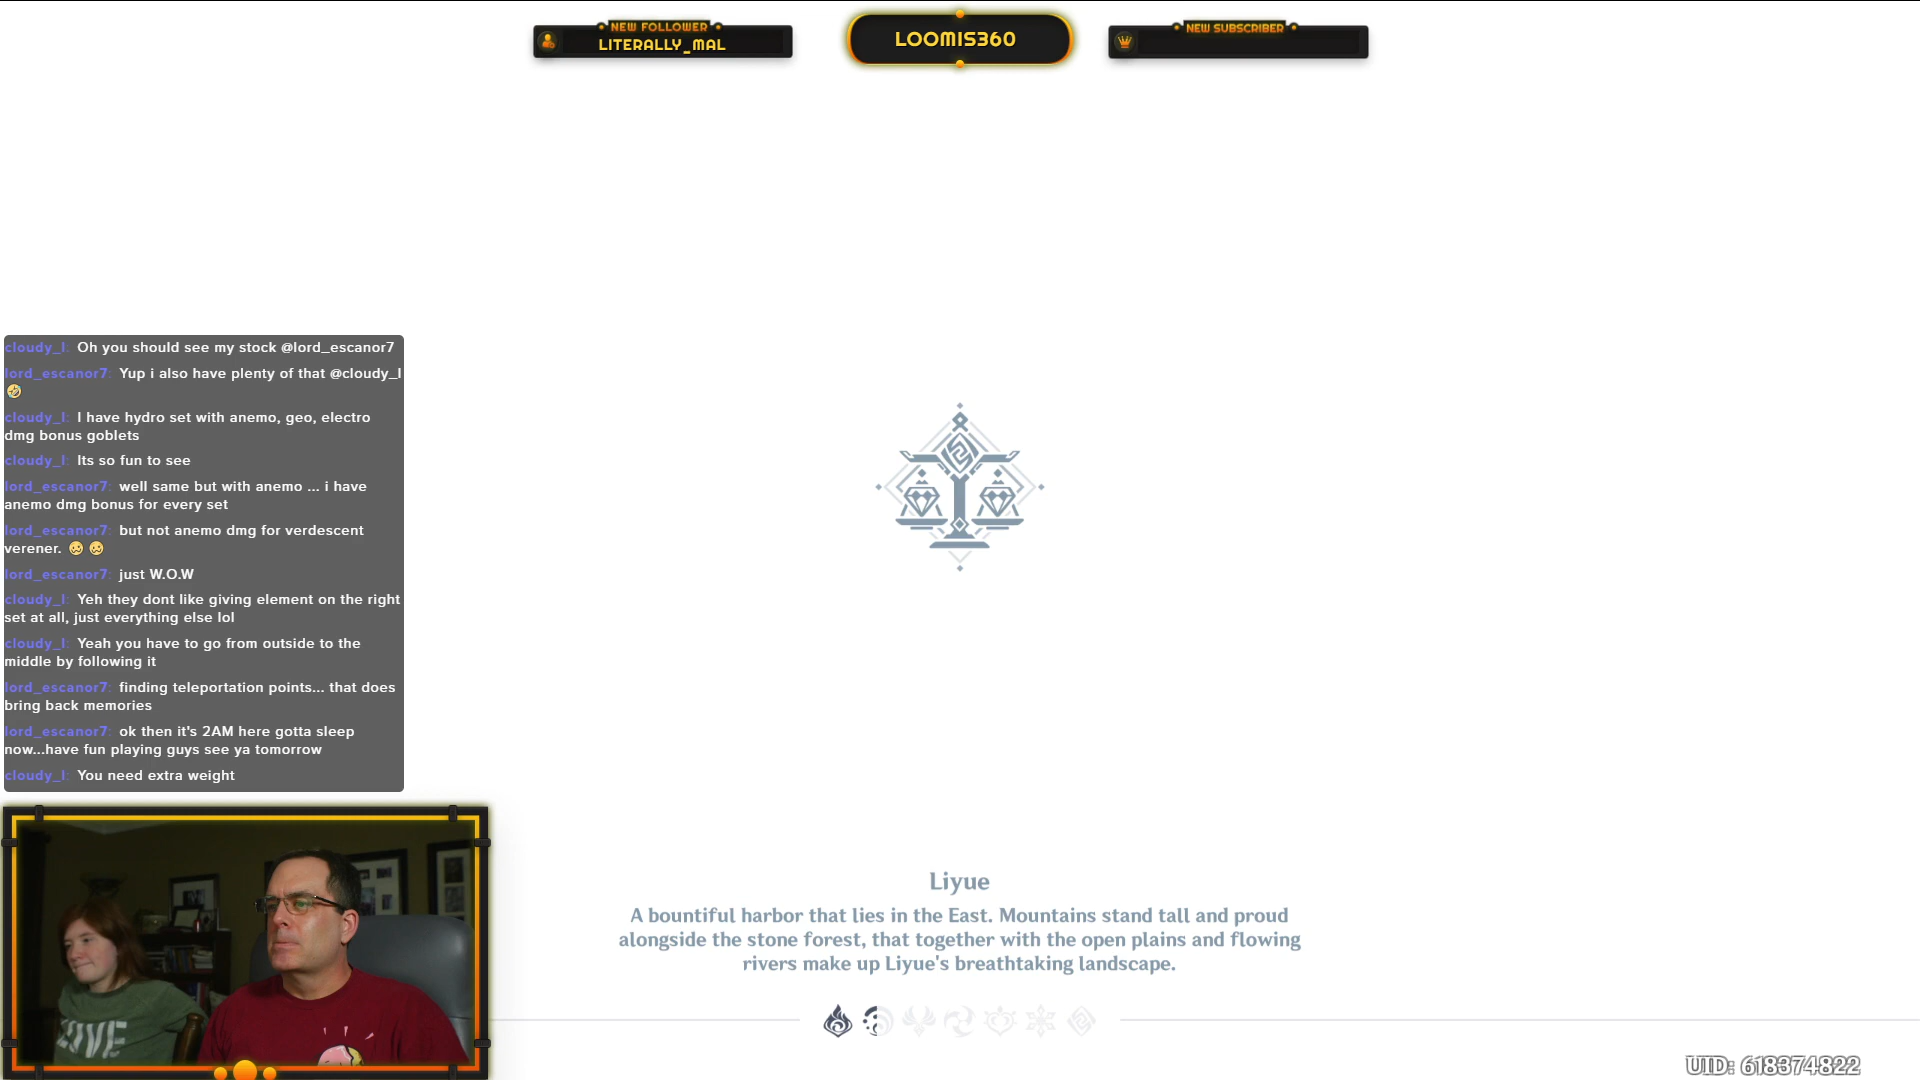 NEW FOLLOWER
LITERALLY_MAL
LOOMIS360
NEW SUBSCRIBER
cloudy_l: Oh you should see my stock @lord_escanor7
lord_escanor7: Yup i also have plenty of that @cloudy_l
🤣
cloudy_l: I have hydro set with anemo, geo, electro
dmg bonus goblets
cloudy_l: Its so fun to see
lord_escanor7: well same but with anemo ... i have
anemo dmg bonus for every set
lord_escanor7: but not anemo dmg for verdescent
verener.
lord_escanor7: just W.O.W
cloudy_l: Yeh they dont like giving element on the right
set at all, just everything else lol
cloudy_l: Yeah you have to go from outside to the
middle by following it
lord_escanor7: finding teleportation points... that does
bring back memories
lord_escanor7: ok then it's 2AM here gotta sleep
now...have fun playing guys see ya tomorrow
cloudy_l: You need extra weight
Liyue
A bountiful harbor that lies in the East. Mountains stand tall and proud
alongside the stone forest, that together with the open plains and flowing
rivers make up Liyue's breathtaking landscape.
UID: 618374822